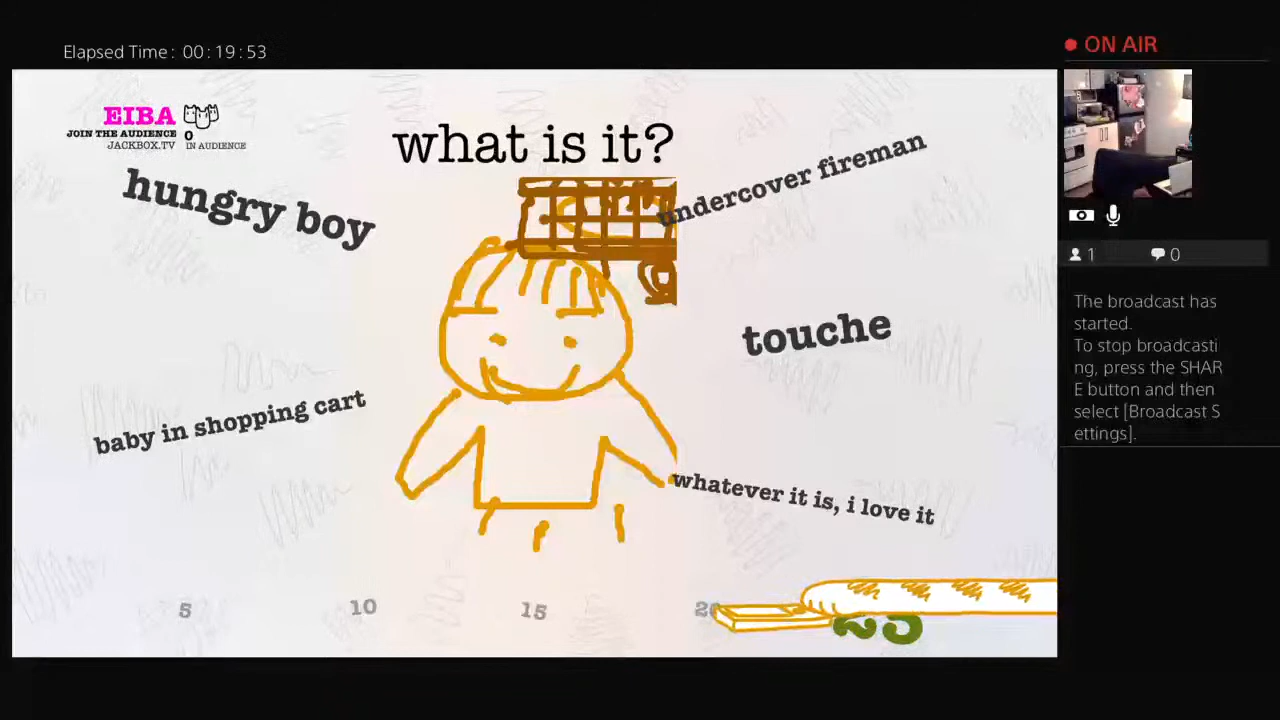 Elapsed Time: 00:19:53
ON AIR
EIBA
JOIN THE AUDIENCE
JACKBOX.TV
0
IN AUDIENCE
what is it?
hungry boy
undercover fireman
touche
baby in shopping cart
whatever it is, i love it
5
10
15
20
1
0
The broadcast has
started.
To stop broadcasti
ng, press the SHAR
E button and then
select [Broadcast S
ettings].